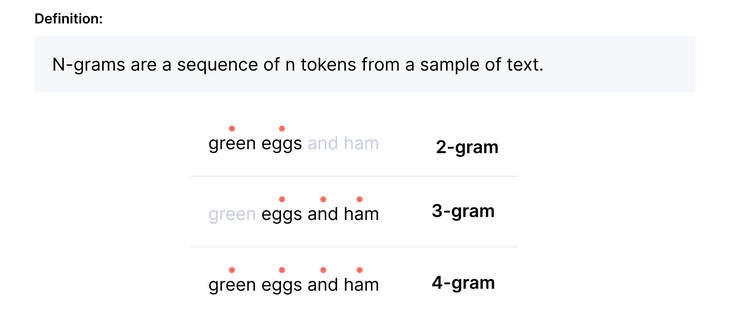 Definition:
N-grams are a sequence of n tokens from a sample of text.
green eggs and ham 2-gram
green eggs and ham 3-gram
green eggs and ham 4-gram